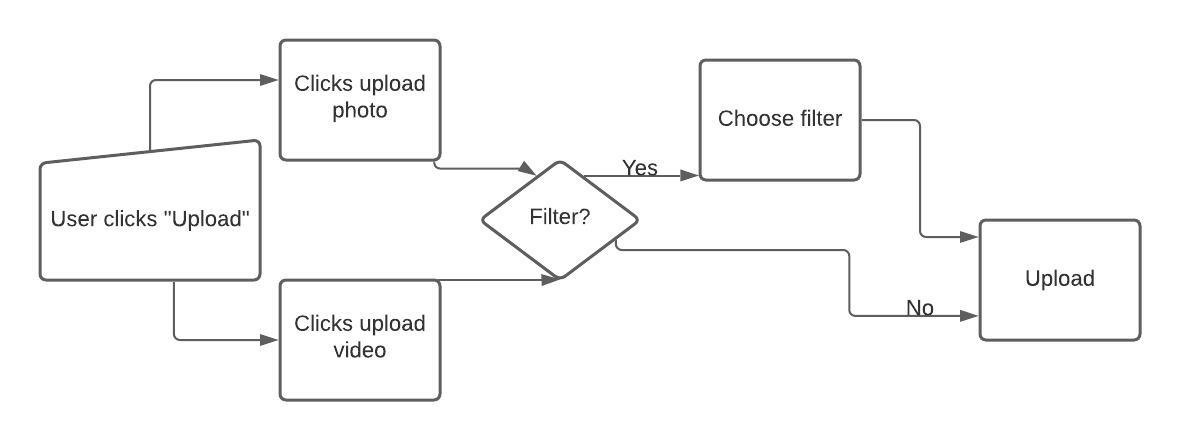 Clicks upload
photo
Choose filter
Yes
User clicks "Upload"
Filter?
Upload
No
Clicks upload
video